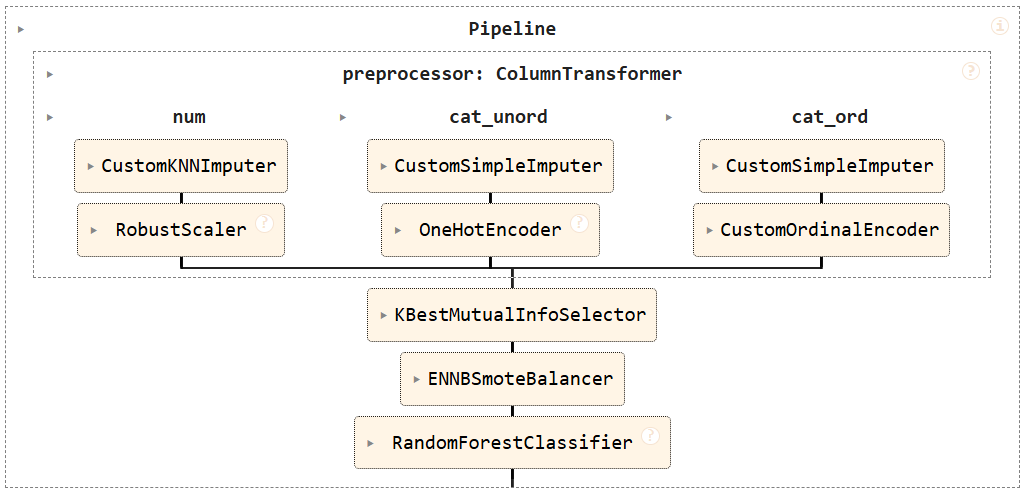 Pipeline
i
preprocessor: ColumnTransformer
?
num cat_unord cat_ord
CustomKNNImputer CustomSimpleImputer CustomSimpleImputer
RobustScaler ? OneHotEncoder ? CustomOrdinalEncoder
KBestMutualInfoSelector
ENNBSmoteBalancer
RandomForestClassifier ?